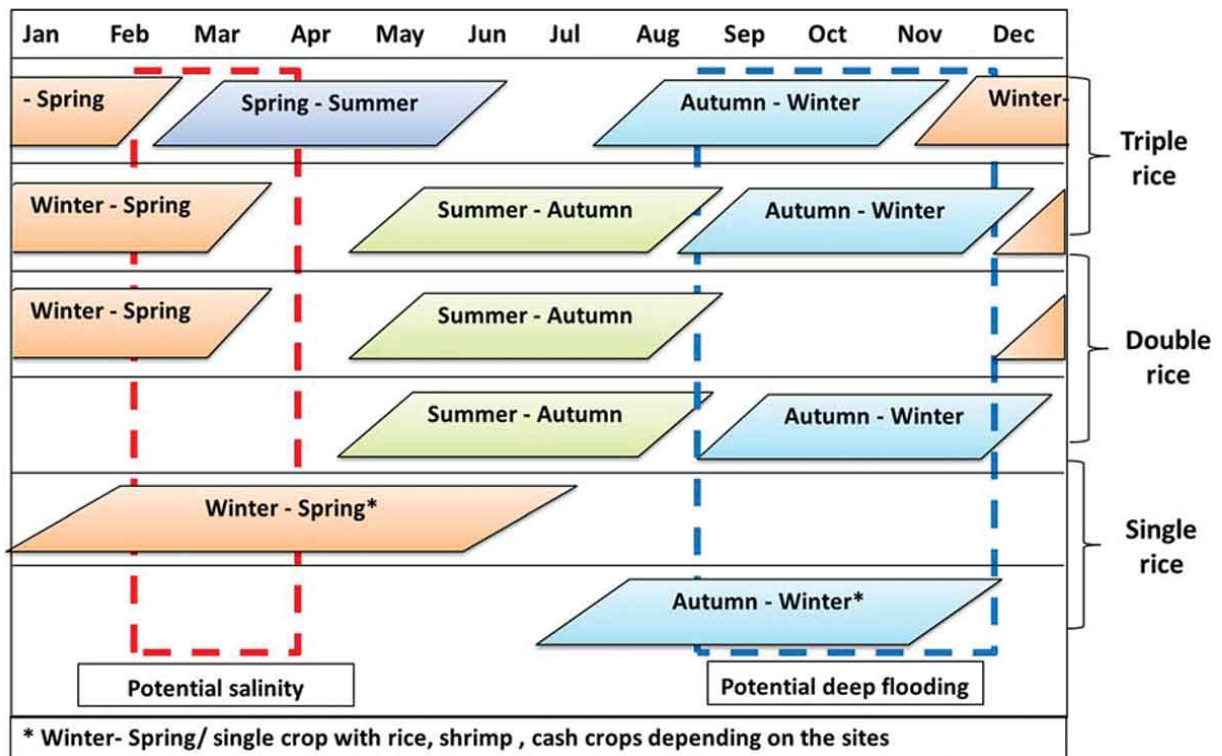 Jan Feb Mar Apr May Jun Jul Aug Sep Oct Nov Dec
- Spring Spring - Summer Autumn - Winter Winter-
Triple
rice
Winter - Spring Summer - Autumn Autumn - Winter
Winter - Spring Summer - Autumn
Double
rice
Summer - Autumn Autumn - Winter
Winter - Spring*
Single
rice
Autumn - Winter*
Potential salinity Potential deep flooding
* Winter- Spring/ single crop with rice, shrimp , cash crops depending on the sites